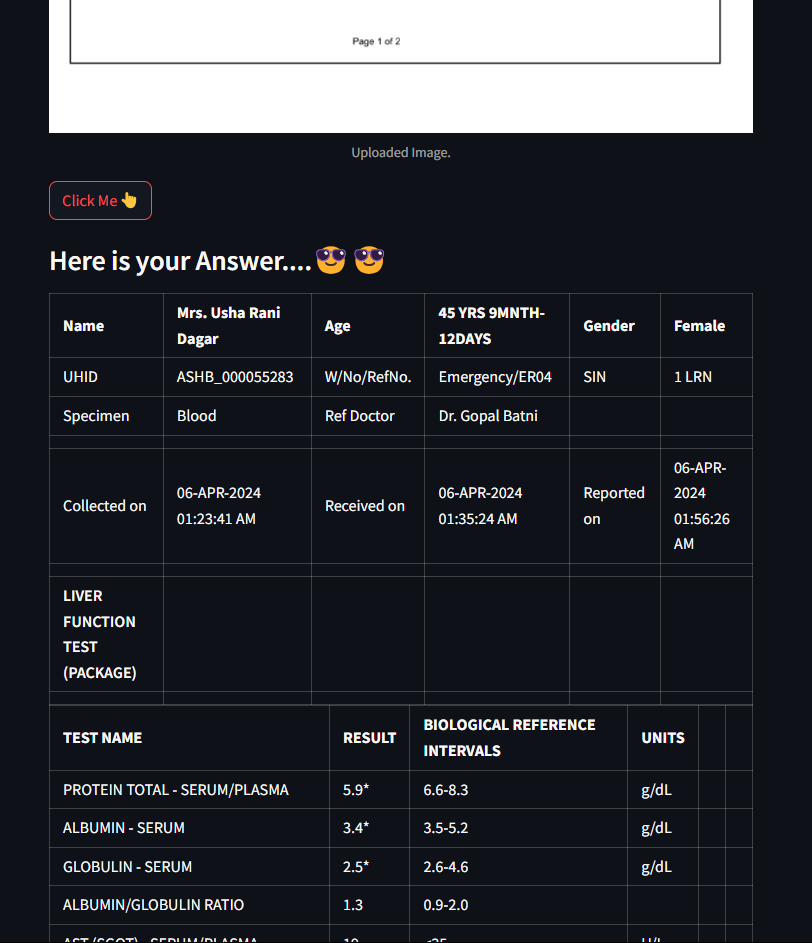 Page 1 of 2
Uploaded Image.
Click Me 👆
Here is your Answer....😎 😎
Name Mrs. Usha Rani Dagar Age 45 YRS 9MNTH-12DAYS Gender Female
UHID ASHB_000055283 W/No/RefNo. Emergency/ER04 SIN 1 LRN
Specimen Blood Ref Doctor Dr. Gopal Batni
Collected on 06-APR-2024 01:23:41 AM Received on 06-APR-2024 01:35:24 AM Reported on 06-APR-2024 01:56:26 AM
LIVER FUNCTION TEST (PACKAGE)
TEST NAME RESULT BIOLOGICAL REFERENCE INTERVALS UNITS
PROTEIN TOTAL - SERUM/PLASMA 5.9* 6.6-8.3 g/dL
ALBUMIN - SERUM 3.4* 3.5-5.2 g/dL
GLOBULIN - SERUM 2.5* 2.6-4.6 g/dL
ALBUMIN/GLOBULIN RATIO 1.3 0.9-2.0
AST (SGOT) - SERUM/PLASMA